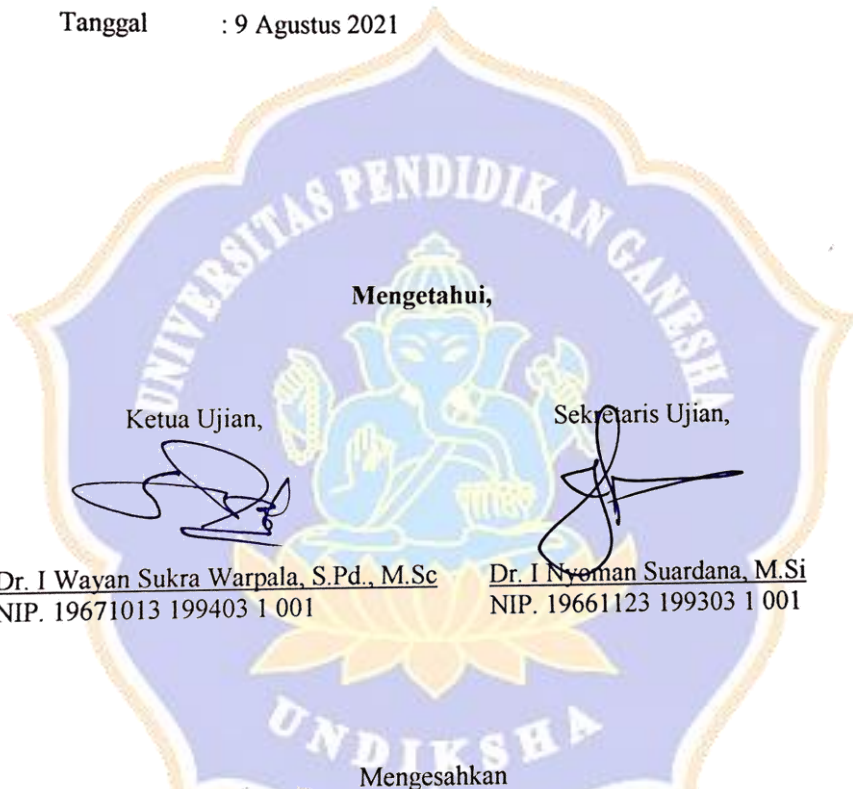 Tanggal : 9 Agustus 2021
UNIVERSITAS PENDIDIKAN GANESHA
Mengetahui,
Ketua Ujian, Sekretaris Ujian,
Dr. I Wayan Sukra Warpala, S.Pd., M.Sc Dr. I Nyoman Suardana, M.Si
NIP. 19671013 199403 1 001 NIP. 19661123 199303 1 001
UNDIKSHA
Mengesahkan